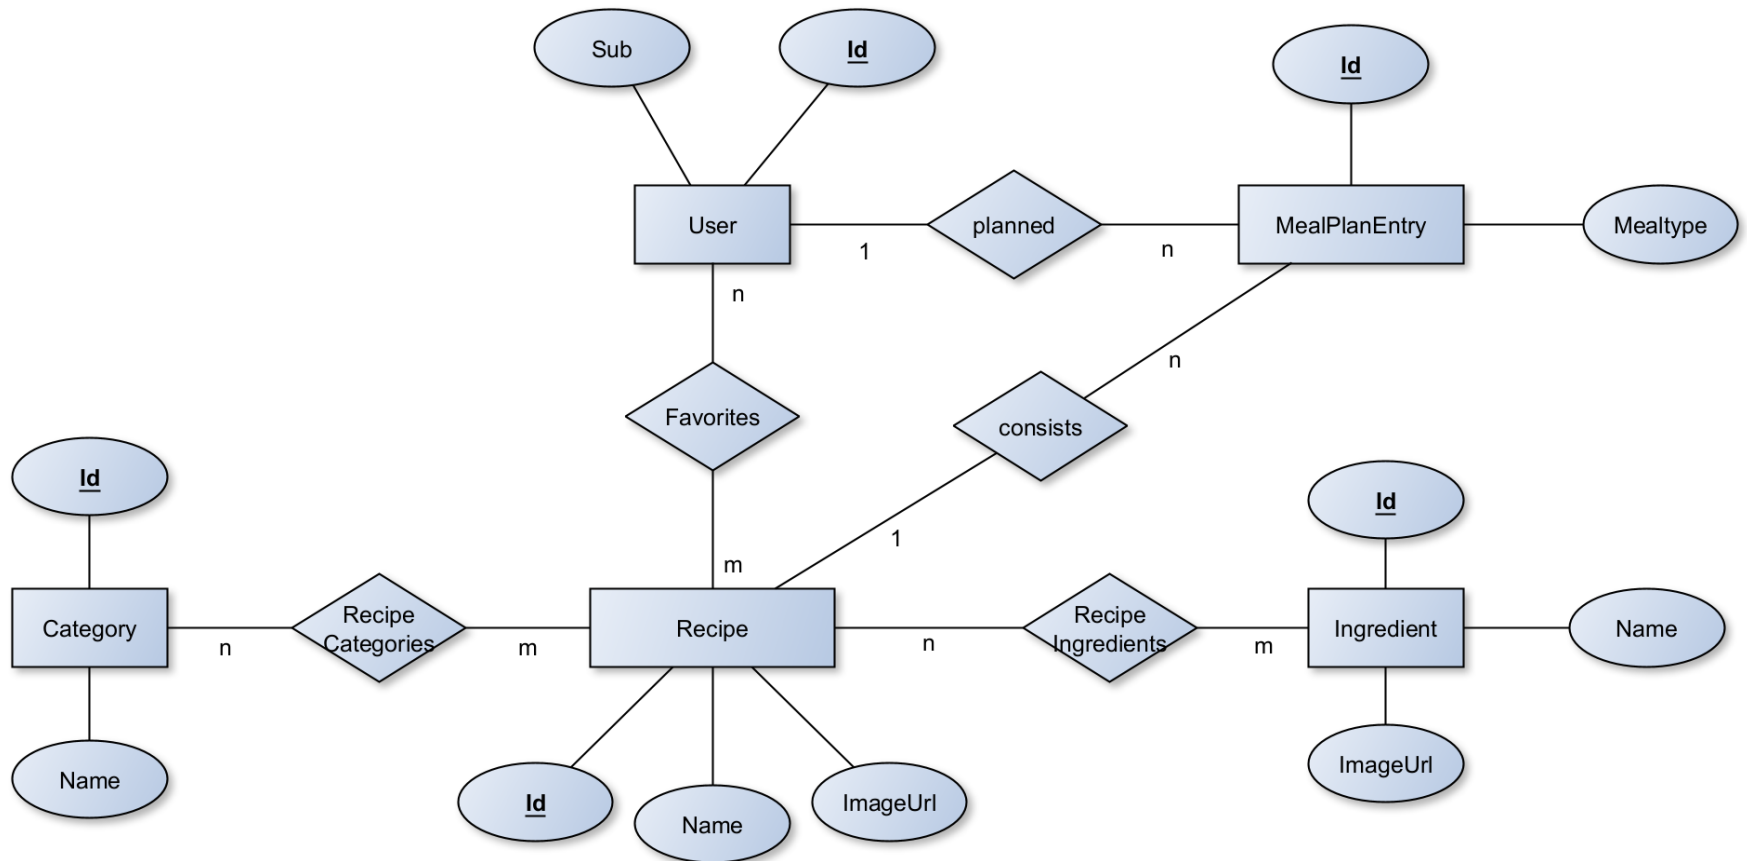 Sub
Id
Id
User
1
planned
n
MealPlanEntry
Mealtype
n
n
Favorites
consists
Id
Id
1
m
Category
n
Recipe
Categories
m
Recipe
n
Recipe
Ingredients
m
Ingredient
Name
Name
Id
Name
ImageUrl
ImageUrl